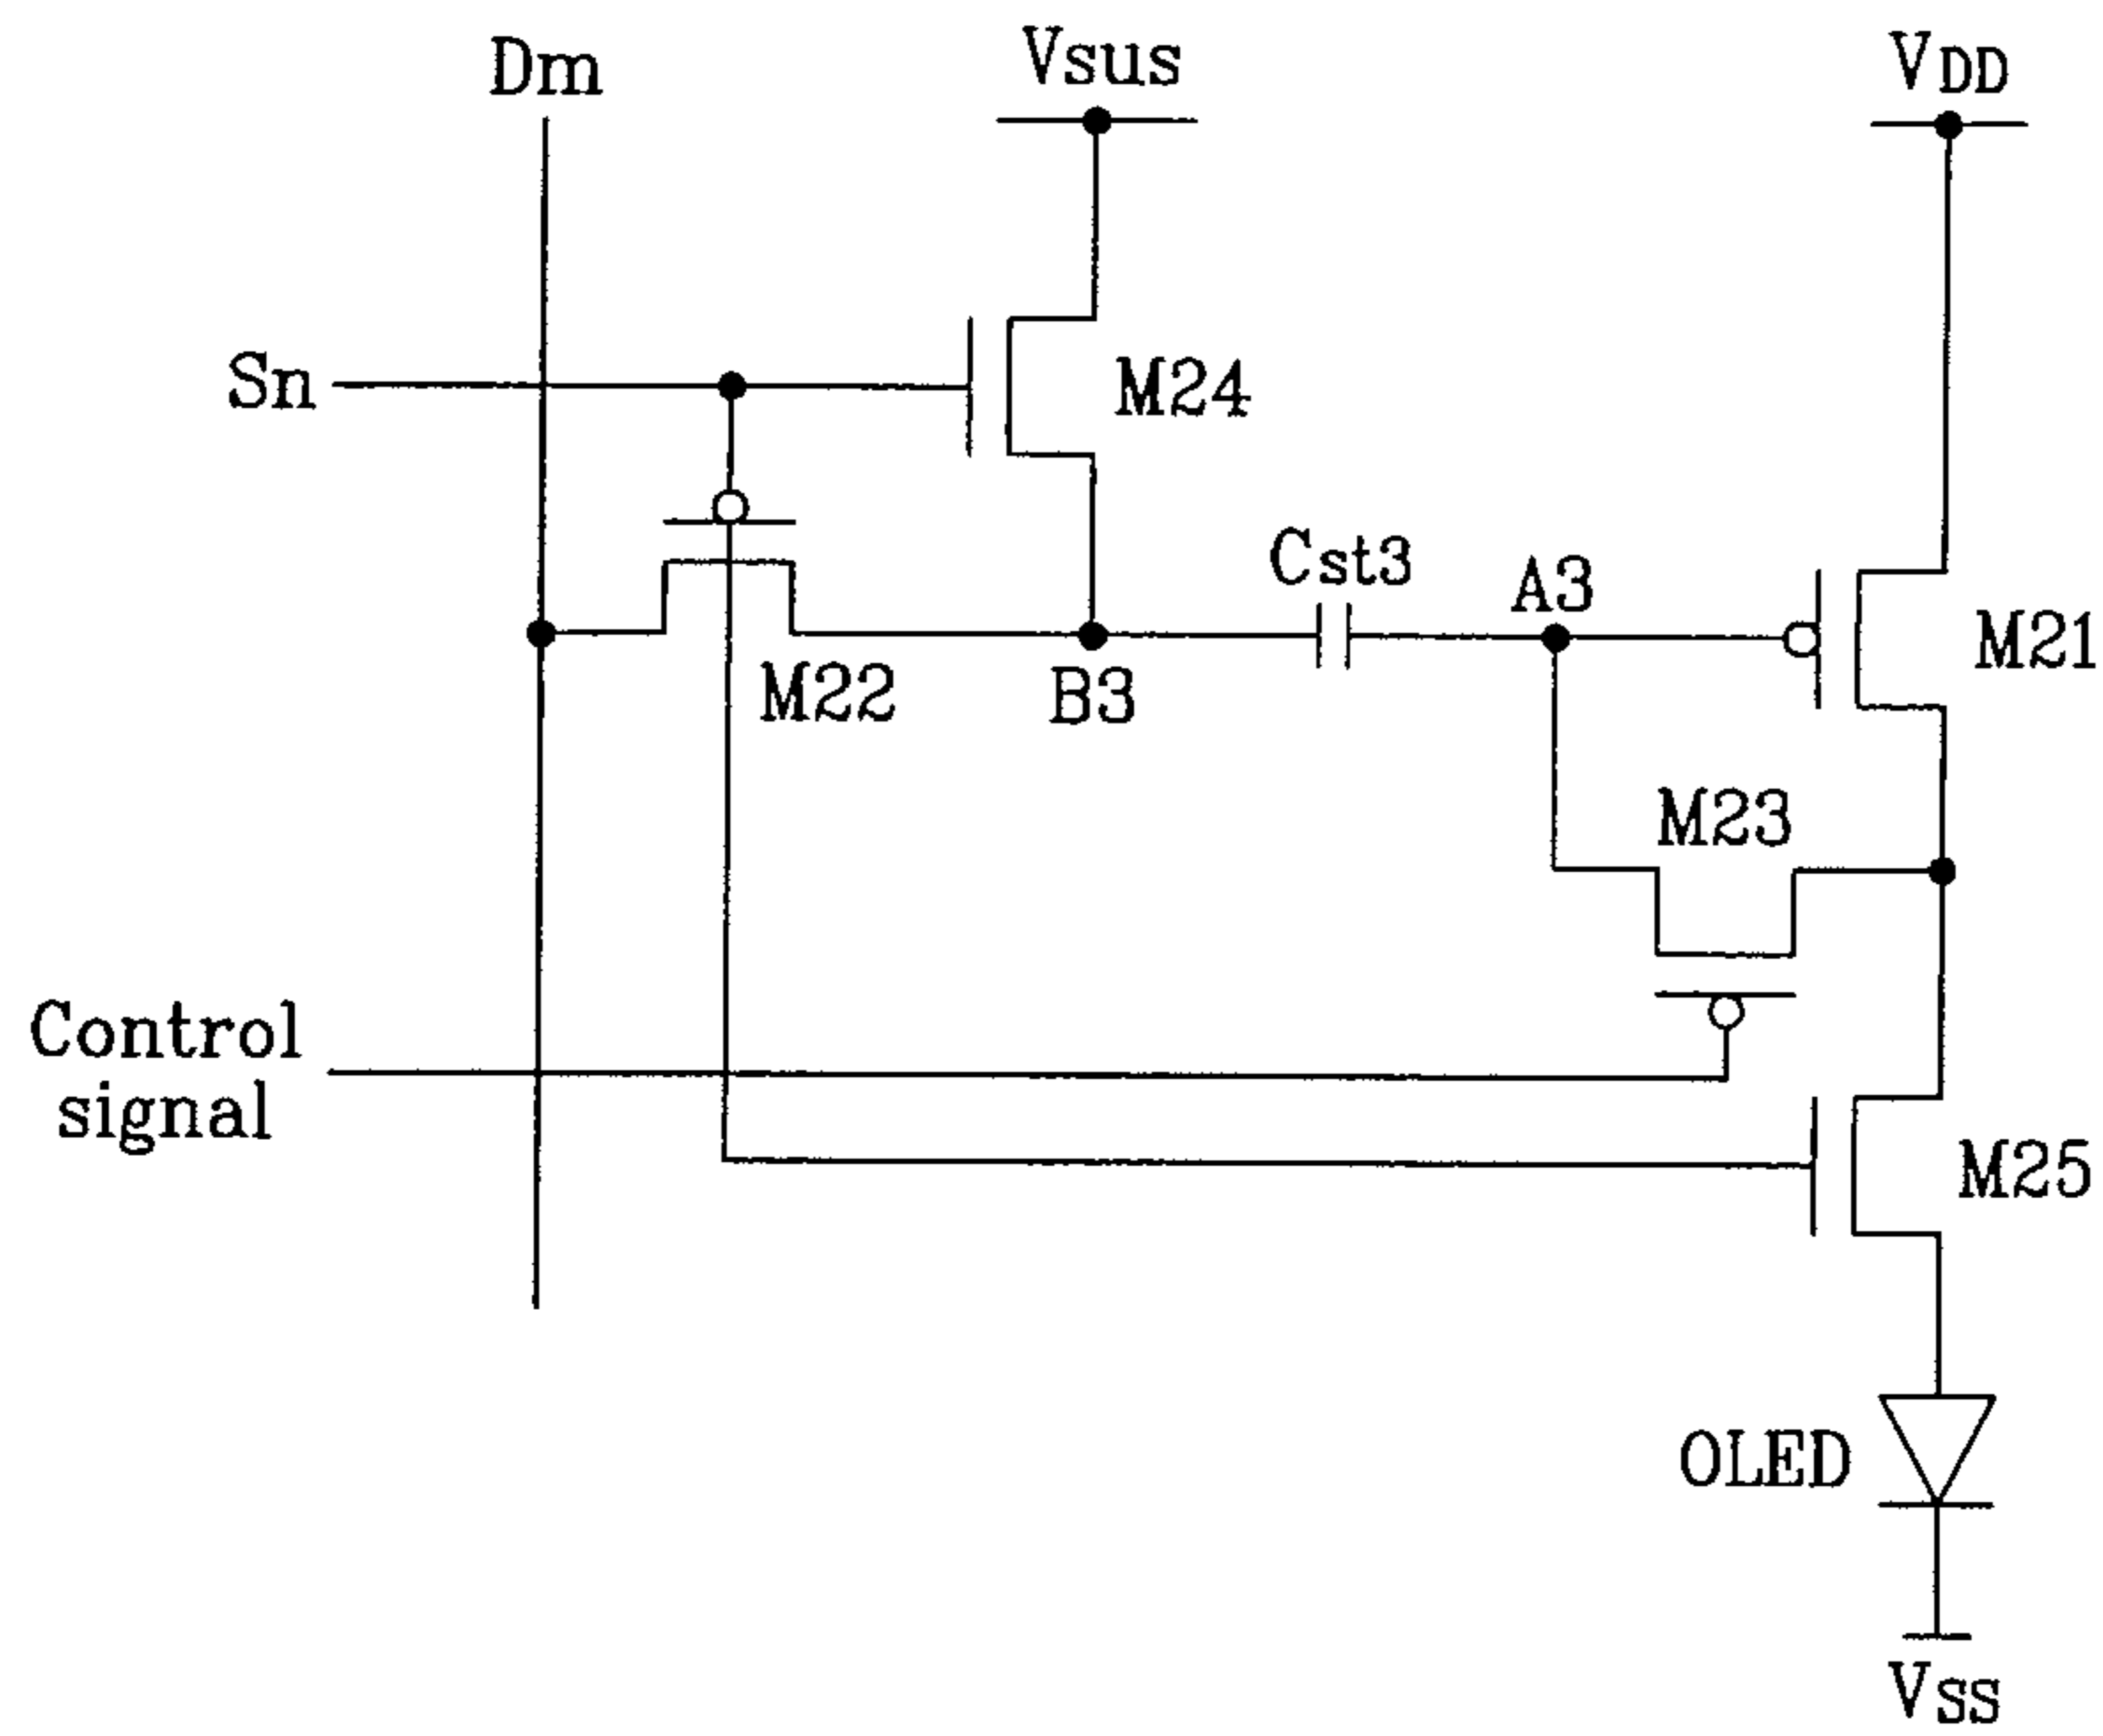 Dm
Vsus
VDD
Sn
M24
Cst3
A3
M21
M22
B3
M23
Control
signal
M25
OLED
VSS